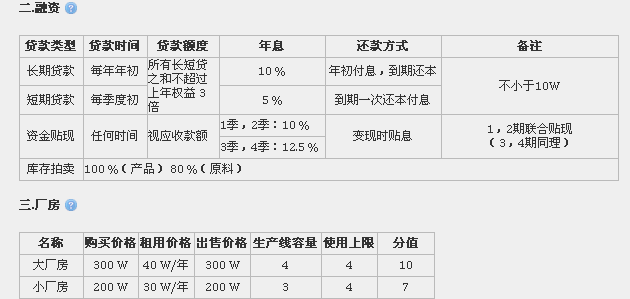 二.融资
贷款类型 贷款时间 贷款额度 年息 还款方式 备注
长期贷款 每年年初 所有长短贷之和不超过上年权益 3 倍 10 % 年初付息，到期还本 不小于10W
短期贷款 每季度初 5 % 到期一次还本付息
资金贴现 任何时间 视应收款额 1季，2季：10 % 变现时贴息 1，2期联合贴现
3季，4季：12.5 % （3，4期同理）
库存拍卖 100 %（产品） 80 %（原料）
三.厂房
名称 购买价格 租用价格 出售价格 生产线容量 使用上限 分值
大厂房 300 W 40 W/年 300 W 4 4 10
小厂房 200 W 30 W/年 200 W 3 4 7